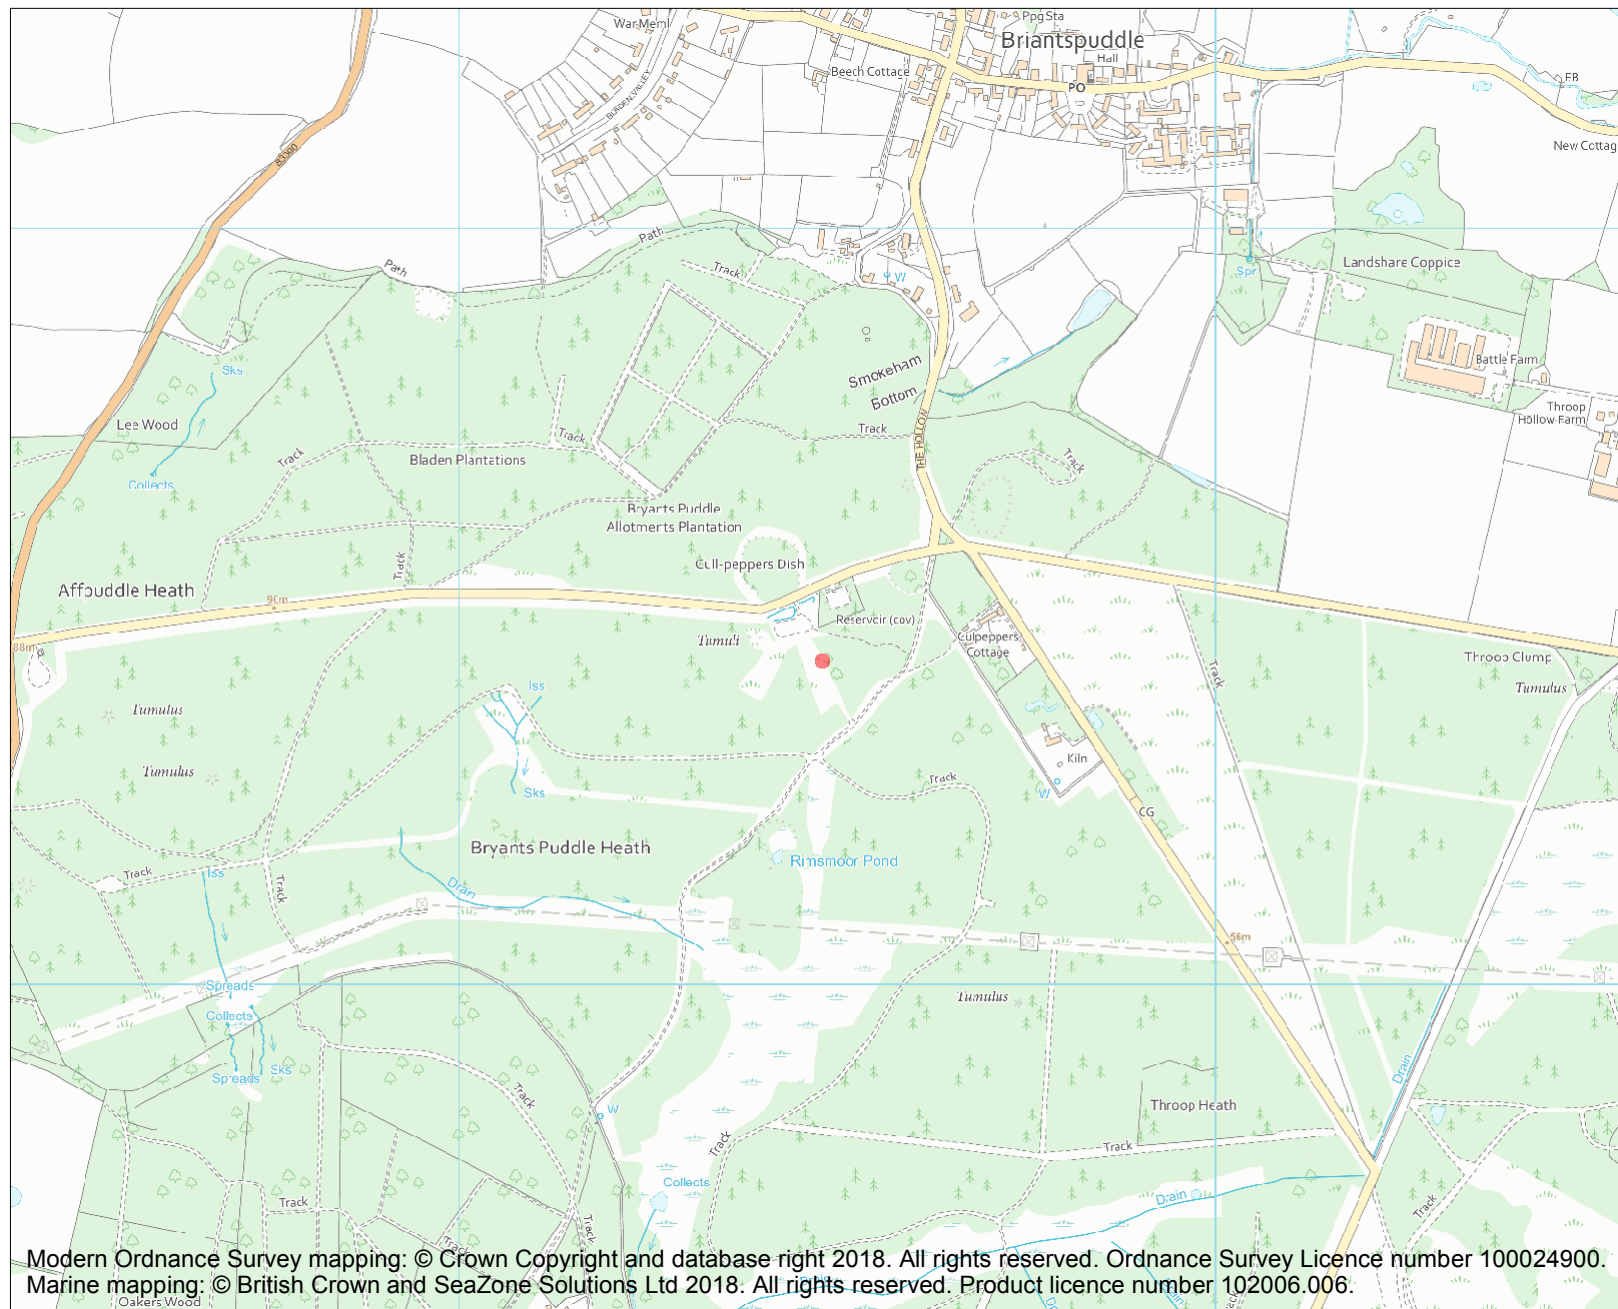 War Meml
Ppg Sta
Briantspuddle
Hall
Beech Cottage
PO
FB
BLADEN VALLEY
New Cottag
B3390
Path
Path
Track
W
Spr
Landshare Coppice
Smokeham
Bottom
Battle Farm
Sks
Lee Wood
Throop
Hollow Farm
Track
Track
Track
THE HOLLOW
Bladen Plantations
Track
Collects
Bryants Puddle
Allotments Plantation
Track
Cull-peppers Dish
Affpuddle Heath
90m
Reservoir (cov)
88m
Tumuli
Culpeppers
Cottage
Throop Clump
Track
Tumulus
Iss
Tumulus
Tumulus
Kiln
Track
Sks
W
CG
Bryants Puddle Heath
Rimsmoor Pond
Track
Iss
Track
Drain
56m
Spreads
Tumulus
Collects
Sks
Spreads
Drain
Track
W
Throop Heath
Track
Track
Collects
Drain
Track
Track
Track
Track
Modern Ordnance Survey mapping: © Crown Copyright and database right 2018. All rights reserved. Ordnance Survey Licence number 100024900.
Marine mapping: © British Crown and SeaZone Solutions Ltd 2018. All rights reserved. Product licence number 102006.006.
Drain
Drain
Oakers Wood